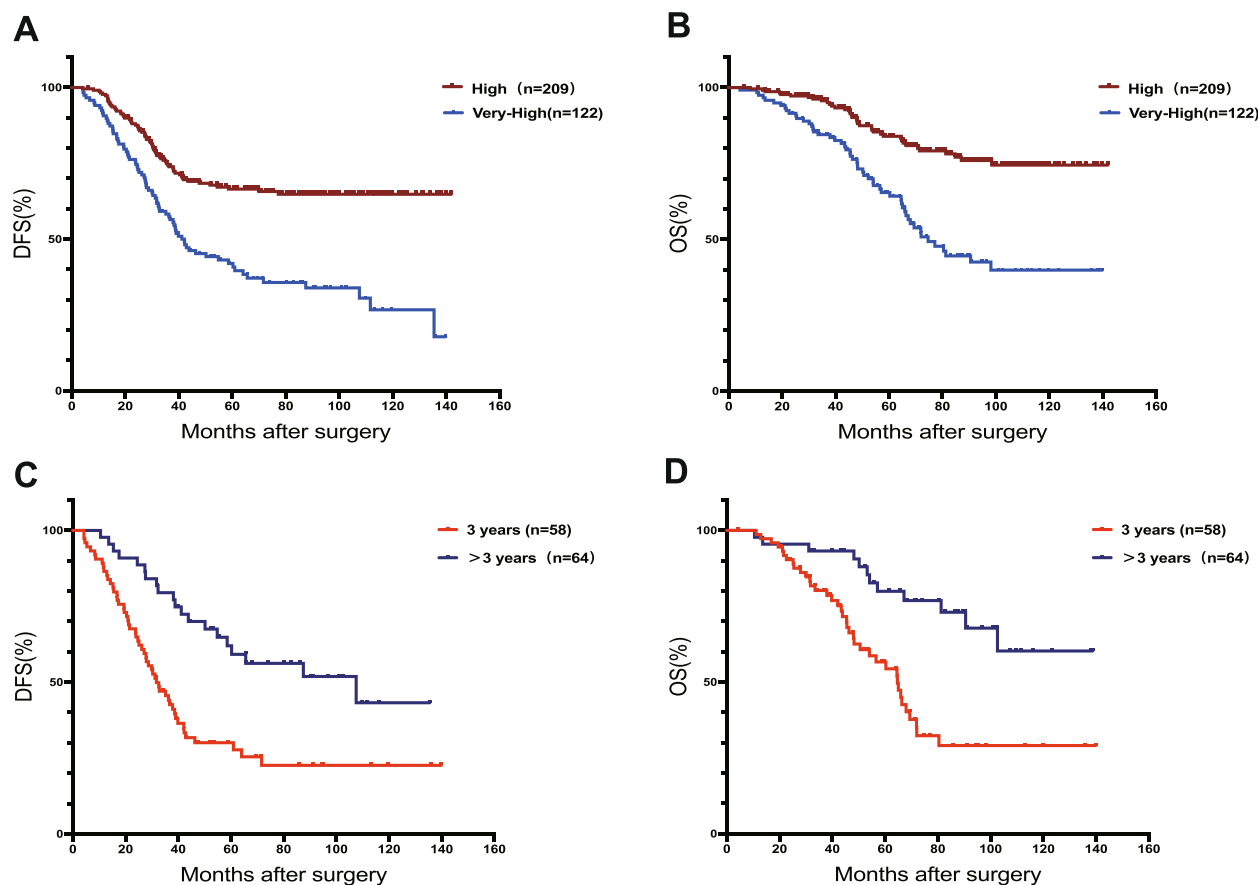 A
DFS(%)
100
50
0
0 20 40 60 80 100 120 140 160
Months after surgery
High（n=209）
Very-High(n=122)
B
OS(%)
100
50
0
0 20 40 60 80 100 120 140 160
Months after surgery
High（n=209）
Very-High(n=122)
C
DFS(%)
100
50
0
0 20 40 60 80 100 120 140 160
Months after surgery
3 years (n=58)
＞3 years（n=64）
D
OS(%)
100
50
0
0 20 40 60 80 100 120 140 160
Months after surgery
3 years (n=58)
＞3 years（n=64）